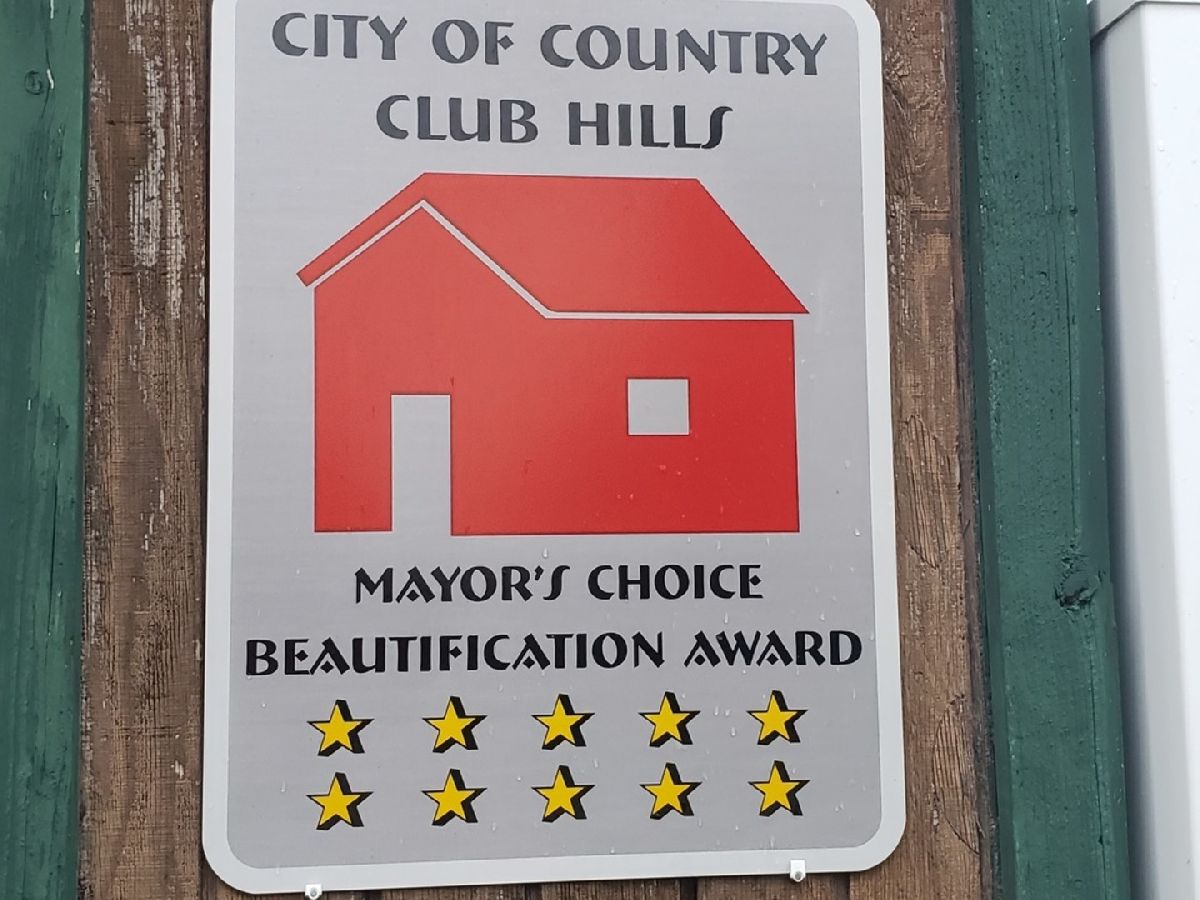 CITY OF COUNTRY
CLUB HILLS
MAYOR'S CHOICE
BEAUTIFICATION AWARD